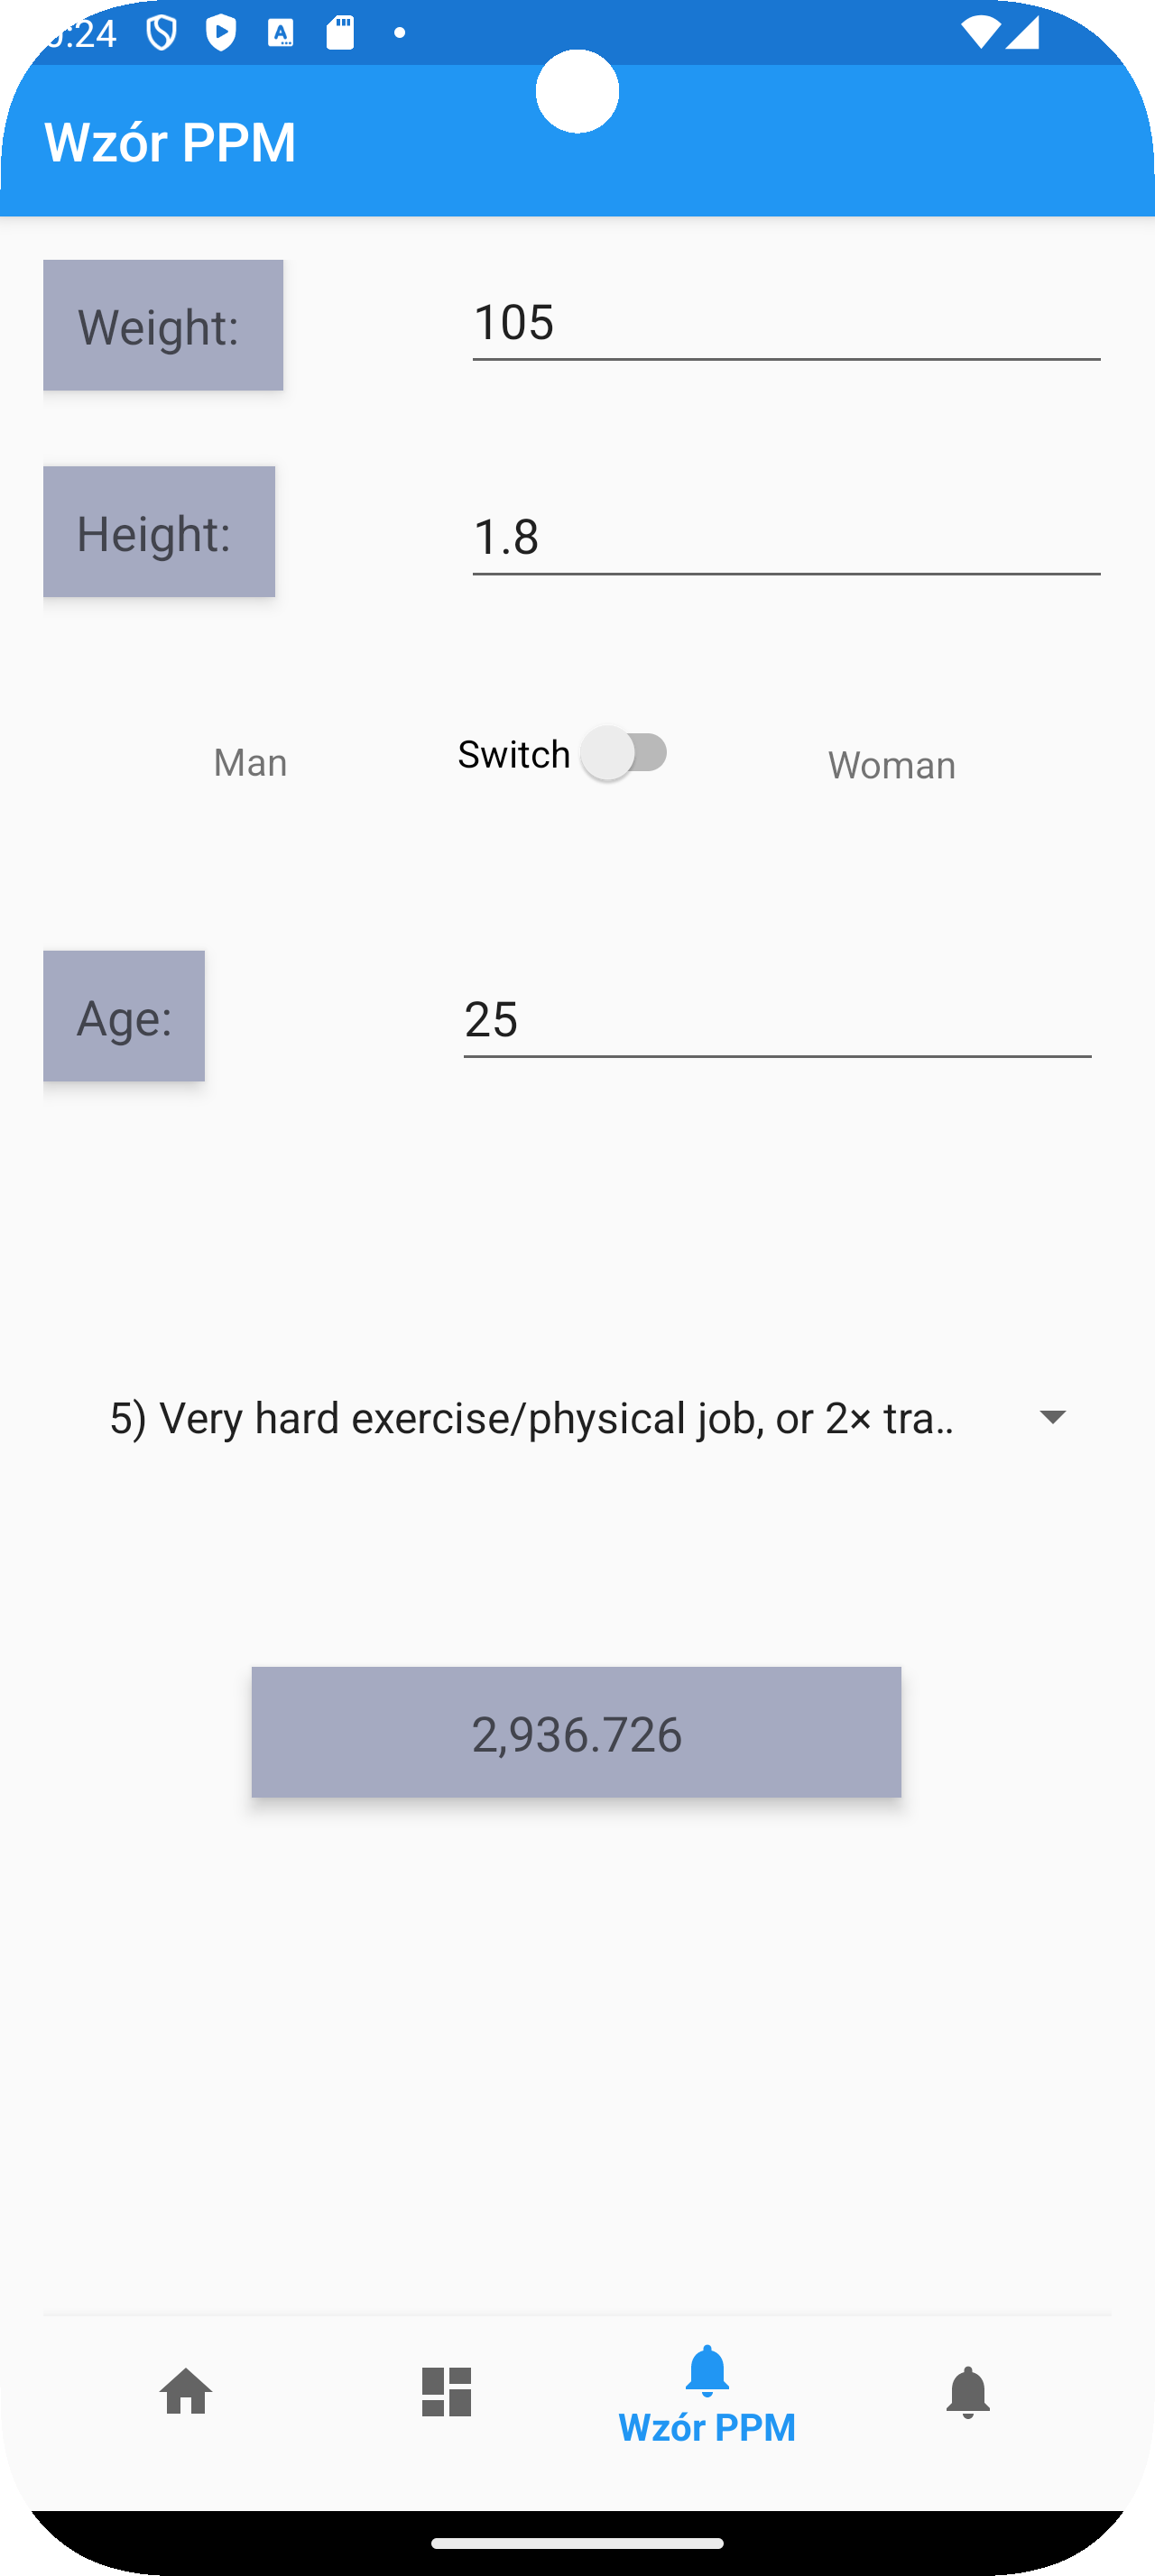 :24
Wzór PPM
Weight:
105
Height:
1.8
Man
Switch
Woman
Age:
25
5) Very hard exercise/physical job, or 2× tra..
2,936.726
Wzór PPM